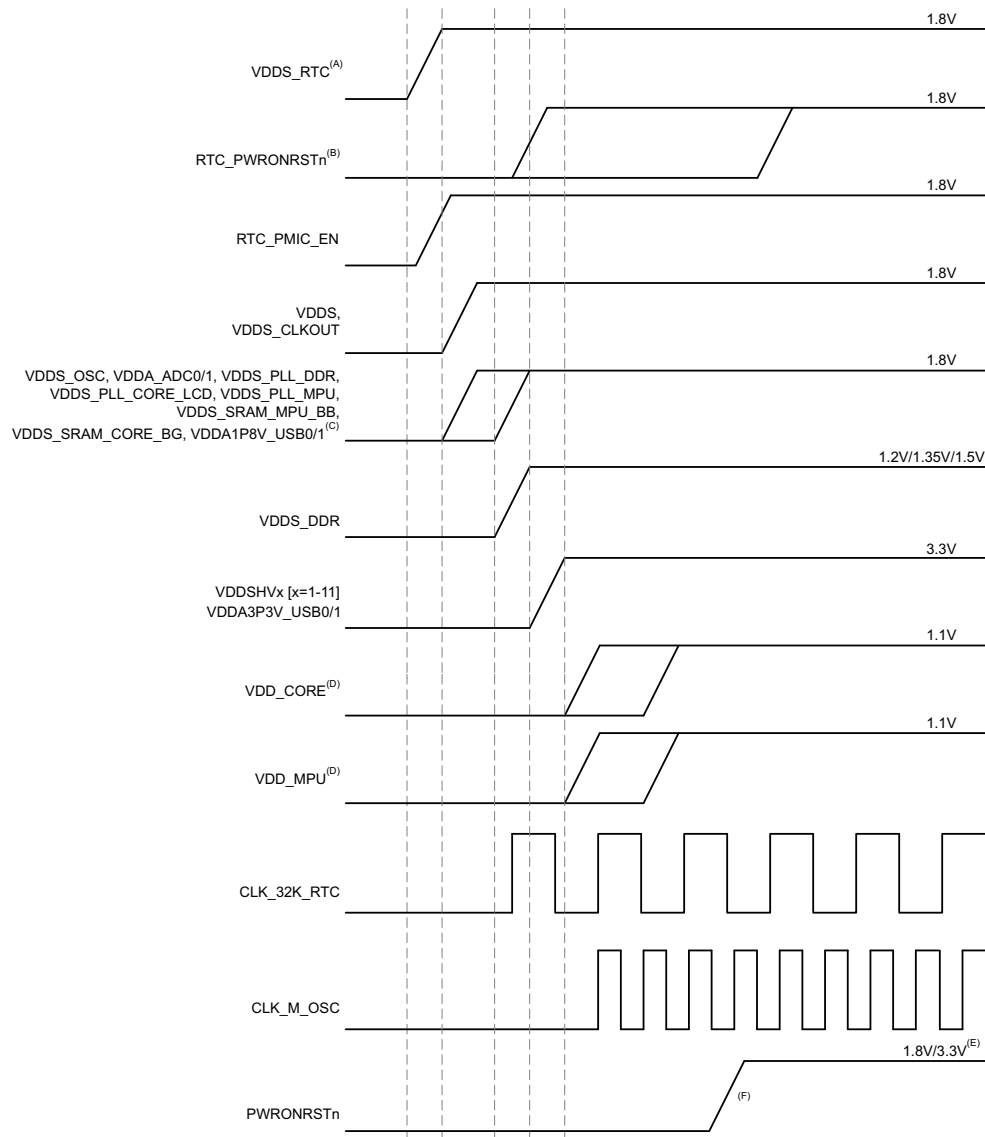 1.8V
VDDS_RTC(A)
1.8V
RTC_PWRONRSTn(B)
1.8V
RTC_PMIC_EN
1.8V
VDDS,
VDDS_CLKOUT
1.8V
VDDS_OSC, VDDA_ADC0/1, VDDS_PLL_DDR,
VDDS_PLL_CORE_LCD, VDDS_PLL_MPU,
VDDS_SRAM_MPU_BB,
VDDS_SRAM_CORE_BG, VDDA1P8V_USB0/1(C)
1.2V/1.35V/1.5V
VDDS_DDR
3.3V
VDDSHVx [x=1-11]
VDDA3P3V_USB0/1
1.1V
VDD_CORE(D)
1.1V
VDD_MPU(D)
CLK_32K_RTC
CLK_M_OSC
1.8V/3.3V(E)
(F)
PWRONRSTn